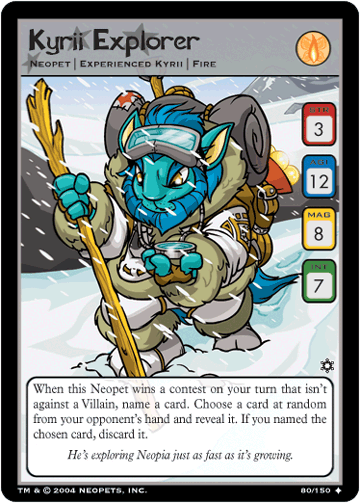 Kyrii Explorer
NEOPET | EXPERIENCED KYRII | FIRE
STR
3
AGI
12
MAG
8
INT
7
When this Neopet wins a contest on your turn that isn't
against a Villain, name a card. Choose a card at random
from your opponent's hand and reveal it. If you named the
chosen card, discard it.
He's exploring Neopia just as fast as it's growing.
TM & © 2004 NEOPETS, INC.
80/150